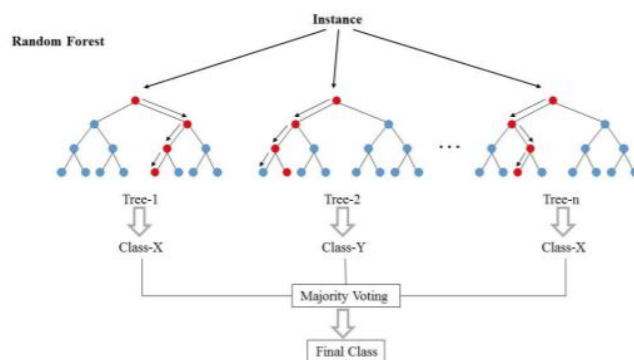 Instance
Random Forest
...
Tree-1 Tree-2 Tree-n
Class-X Class-Y Class-X
Majority Voting
Final Class